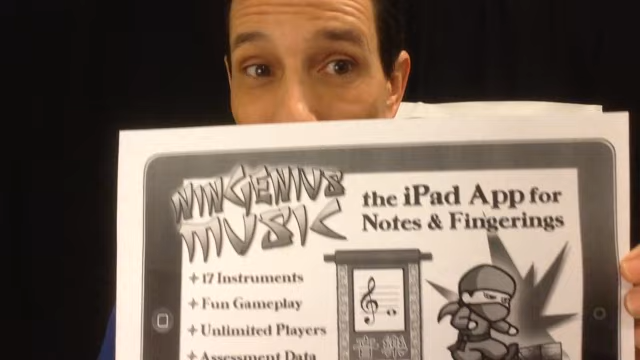 NINGENIUS
MUSIC
the iPad App for
Notes & Fingerings
+ 17 Instruments
+ Fun Gameplay
+ Unlimited Players
+ Assessment Data